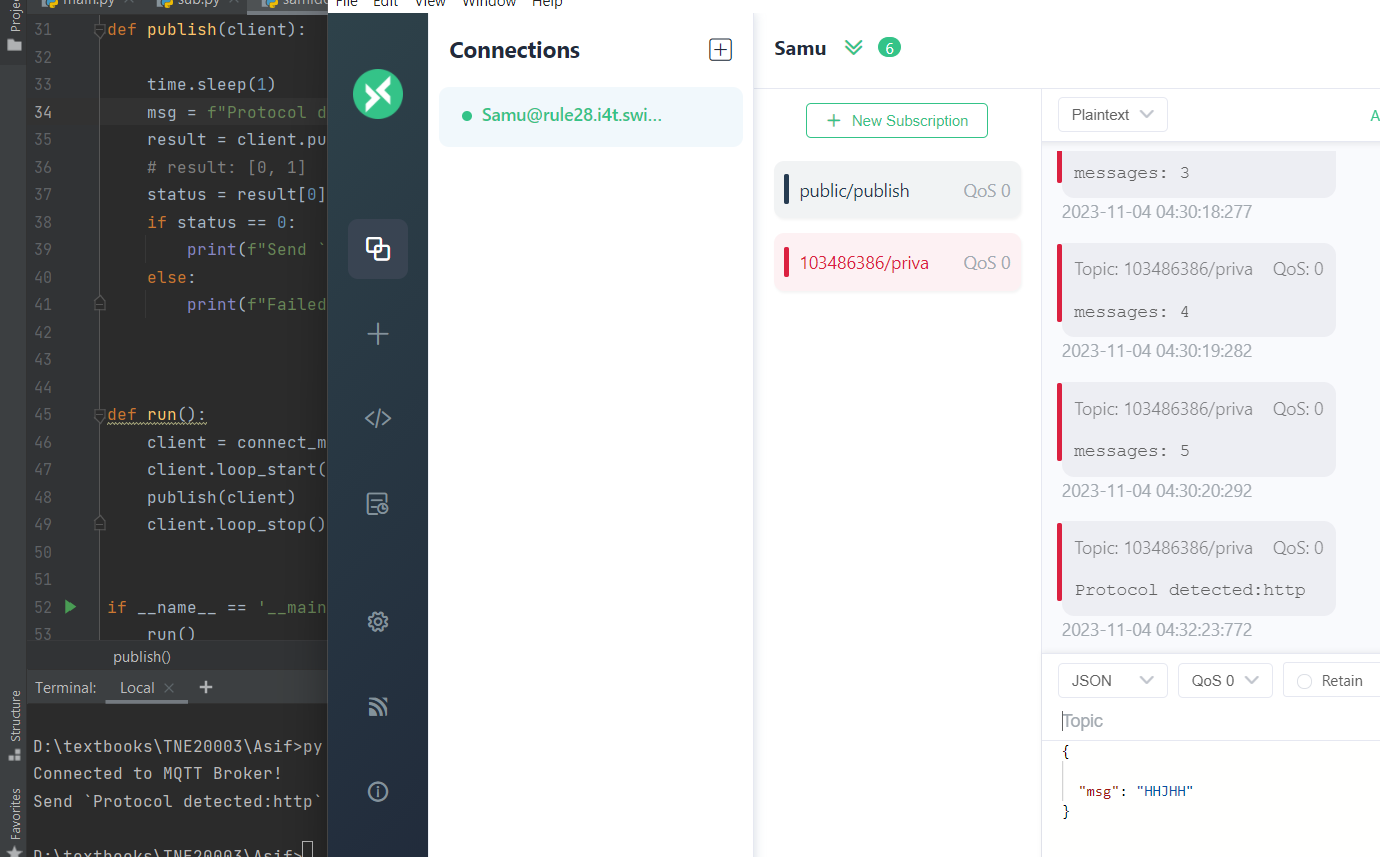 main.py
sub.py
File Edit View Window Help
Project
31 def publish(client):
32
33 time.sleep(1)
34 msg = f"Protocol d
35 result = client.pu
36 # result: [0, 1]
37 status = result[0]
38 if status == 0:
39 print(f"Send `
40 else:
41 print(f"Failed
42
43
44
45 def run():
46 client = connect_m
47 client.loop_start(
48 publish(client)
49 client.loop_stop()
50
51
52 if __name__ == '__main
53 run()
publish()
Structure
Favorites
Terminal: Local
D:\textbooks\TNE20003\Asif>py
Connected to MQTT Broker!
Send `Protocol detected:http`
D:\textbooks\TNE20003\Asif>
Connections
Samu@rule28.i4t.swi...
Samu 6
New Subscription
public/publish QoS 0
103486386/priva QoS 0
Plaintext
A
messages: 3
2023-11-04 04:30:18:277
Topic: 103486386/priva QoS: 0
messages: 4
2023-11-04 04:30:19:282
Topic: 103486386/priva QoS: 0
messages: 5
2023-11-04 04:30:20:292
Topic: 103486386/priva QoS: 0
Protocol detected:http
2023-11-04 04:32:23:772
JSON QoS 0 Retain
Topic
{
"msg": "HHJHH"
}